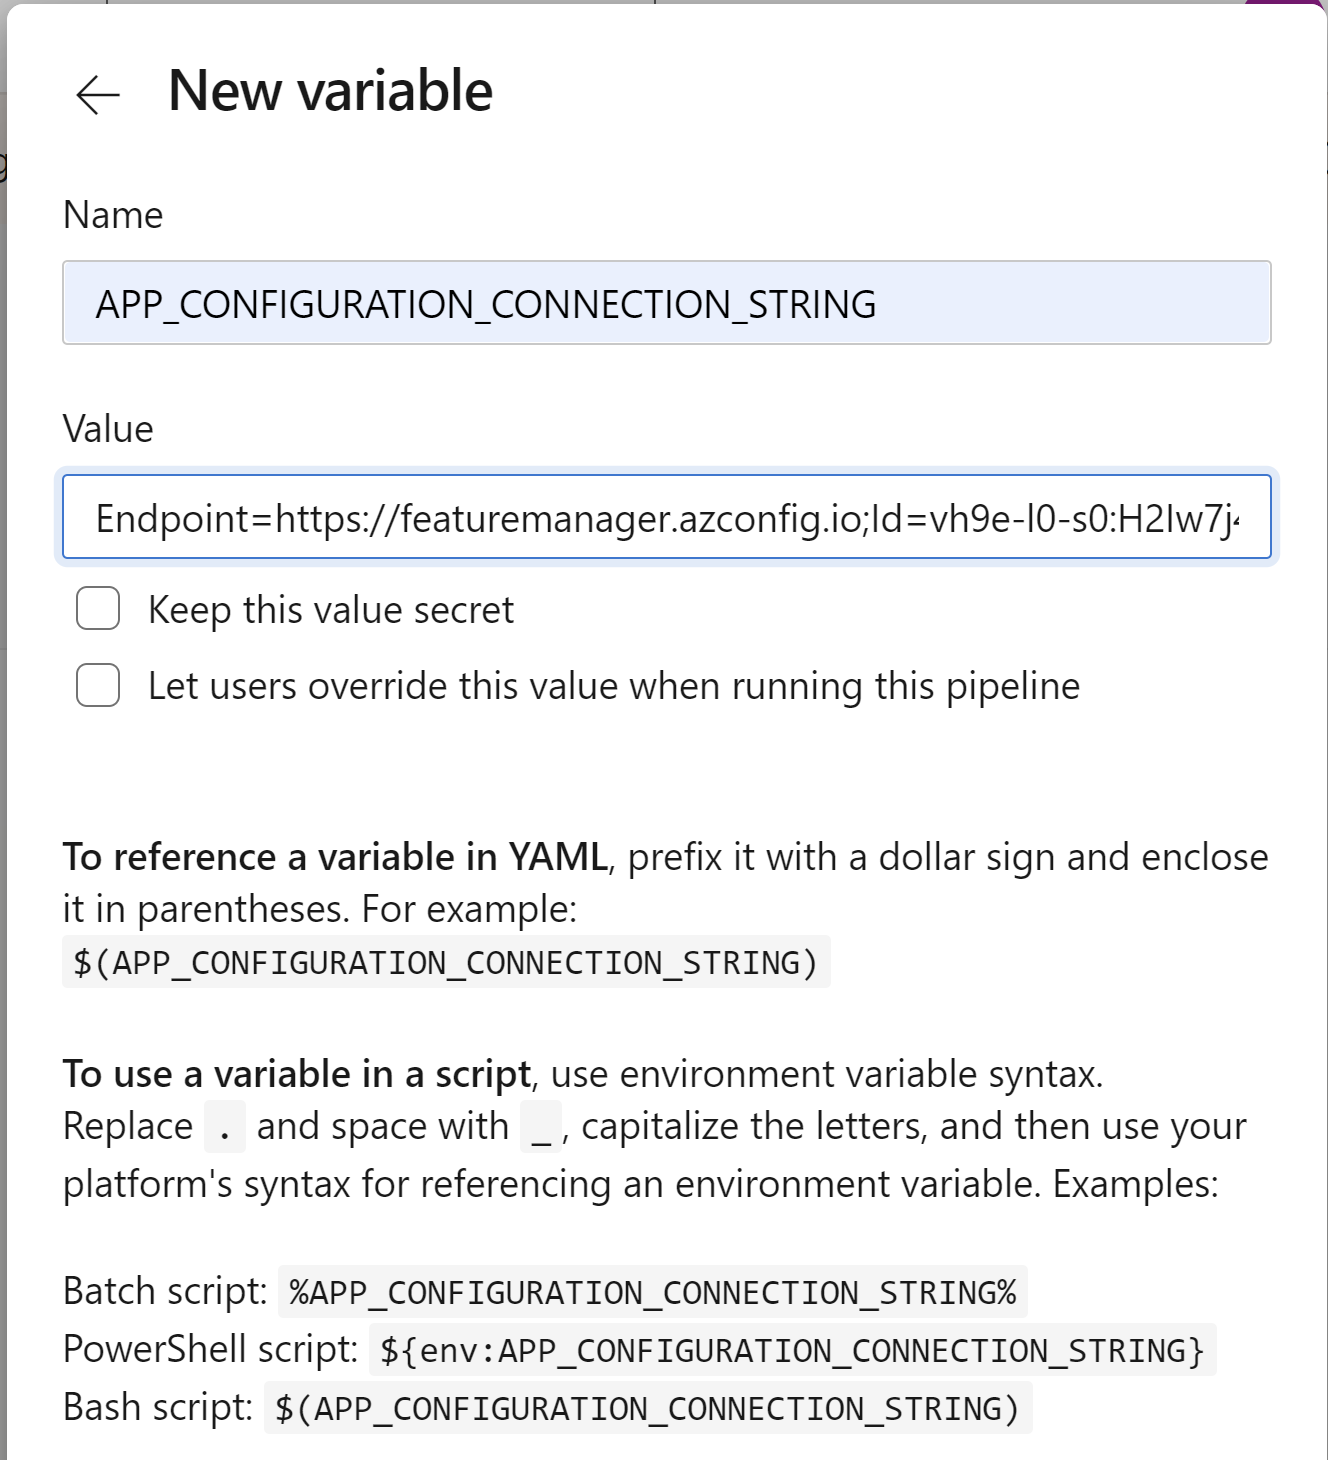 New variable
Name
APP_CONFIGURATION_CONNECTION_STRING
Value
Endpoint=https://featuremanager.azconfig.io;Id=vh9e-l0-s0:H2Iw7j4
Keep this value secret
Let users override this value when running this pipeline
To reference a variable in YAML, prefix it with a dollar sign and enclose
it in parentheses. For example:
$(APP_CONFIGURATION_CONNECTION_STRING)
To use a variable in a script, use environment variable syntax.
Replace . and space with _, capitalize the letters, and then use your
platform's syntax for referencing an environment variable. Examples:
Batch script: %APP_CONFIGURATION_CONNECTION_STRING%
PowerShell script: ${env:APP_CONFIGURATION_CONNECTION_STRING}
Bash script: $(APP_CONFIGURATION_CONNECTION_STRING)